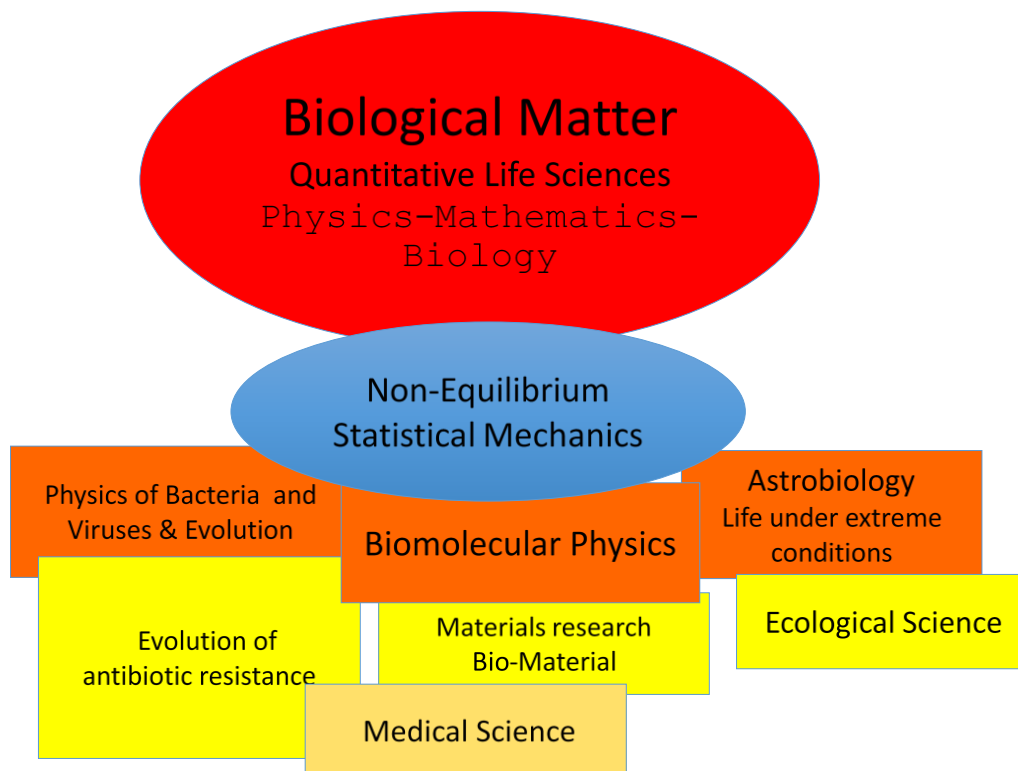 Biological Matter
Quantitative Life Sciences
Physics-Mathematics-
Biology
Non-Equilibrium
Statistical Mechanics
Physics of Bacteria and
Viruses & Evolution
Biomolecular Physics
Astrobiology
Life under extreme
conditions
Evolution of
antibiotic resistance
Materials research
Bio-Material
Ecological Science
Medical Science